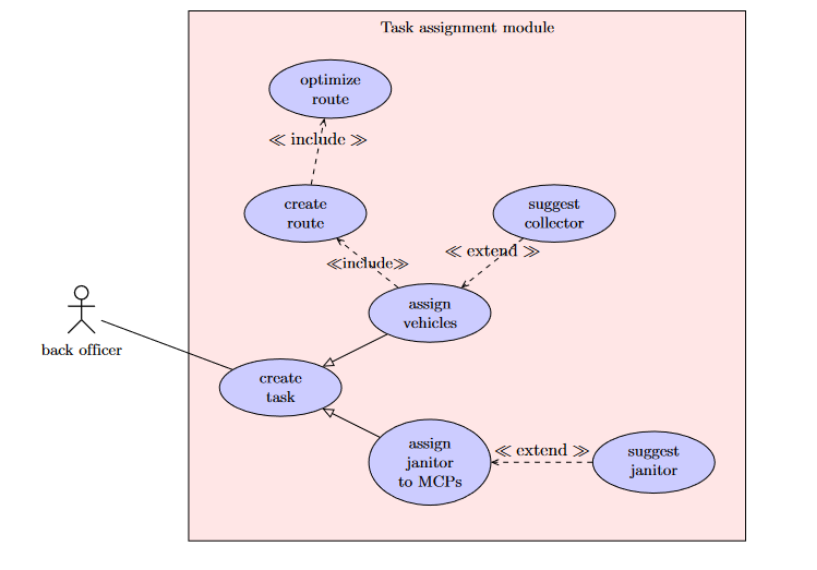 Task assignment module
optimize
route
≪ include ≫
create
route
suggest
collector
≪ extend ≫
≪include≫
assign
vehicles
back officer
create
task
assign
janitor
to MCPs
≪ extend ≫
suggest
janitor